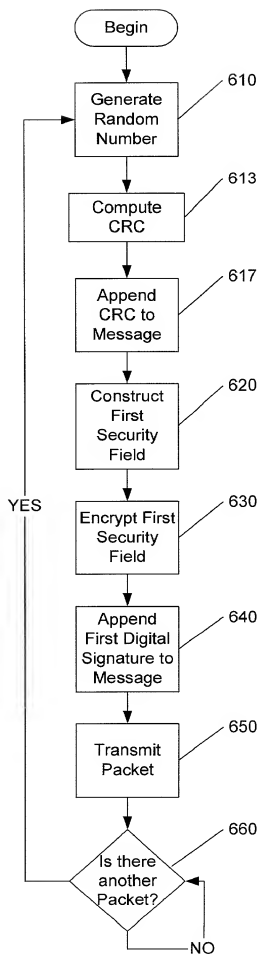 Begin
610
Generate
Random
Number
613
Compute
CRC
617
Append
CRC to
Message
620
Construct
First
Security
Field
YES
630
Encrypt First
Security
Field
640
Append
First Digital
Signature to
Message
650
Transmit
Packet
660
Is there
another
Packet?
NO